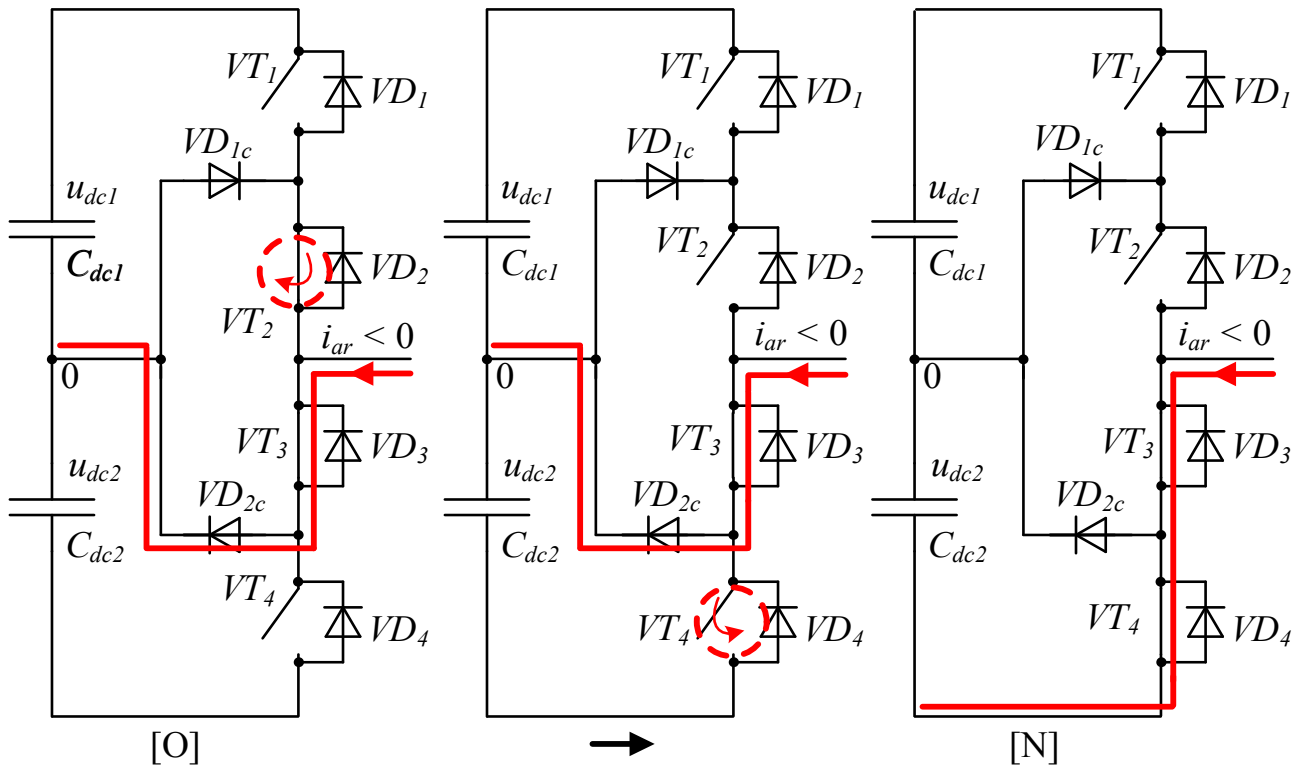 VT1 VD1
VD1c
udc1
Cdc1
VT2 VD2
iar < 0
0
VT3 VD3
udc2
VD2c
Cdc2
VT4 VD4
[O]
VT1 VD1
VD1c
udc1
VT2 VD2
Cdc1
iar < 0
0
VT3 VD3
udc2
VD2c
Cdc2
VT4 VD4
VT1 VD1
VD1c
udc1
VT2 VD2
Cdc1
iar < 0
0
VT3 VD3
udc2
VD2c
Cdc2
VT4 VD4
[N]